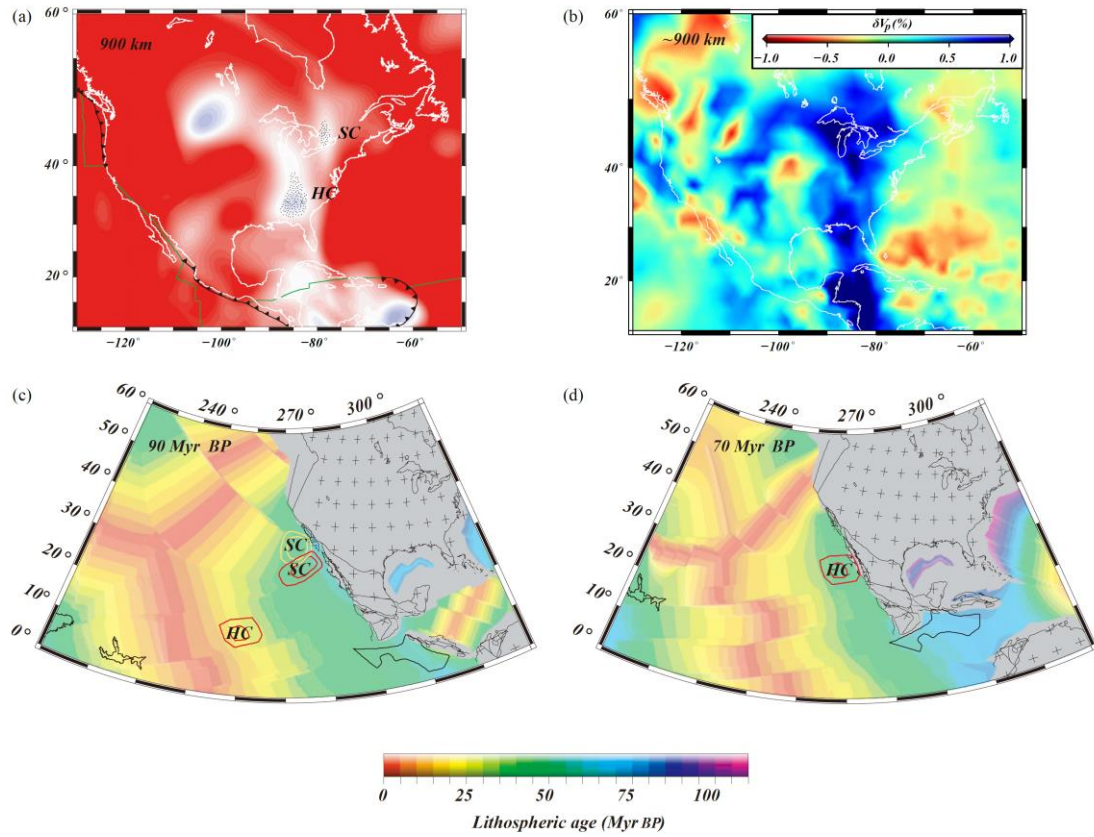 (a)
60°
40°
20°
−120
−100
−80
−60
900 km
SC
HC
(b)
60°
40°
20°
−120°
−100°
−80°
−60°
~900 km
δVp(%)
−1.0 −0.5 0.0 0.5 1.0
(c)
60°
50
40
30
20°
10°
0°
240°
270°
300°
90 Myr BP
SC
SC
HC
(d)
60°
50
40
30
20°
10°
0°
240°
270°
300°
70 Myr BP
HC
0 25 50 75 100
Lithospheric age (Myr BP)